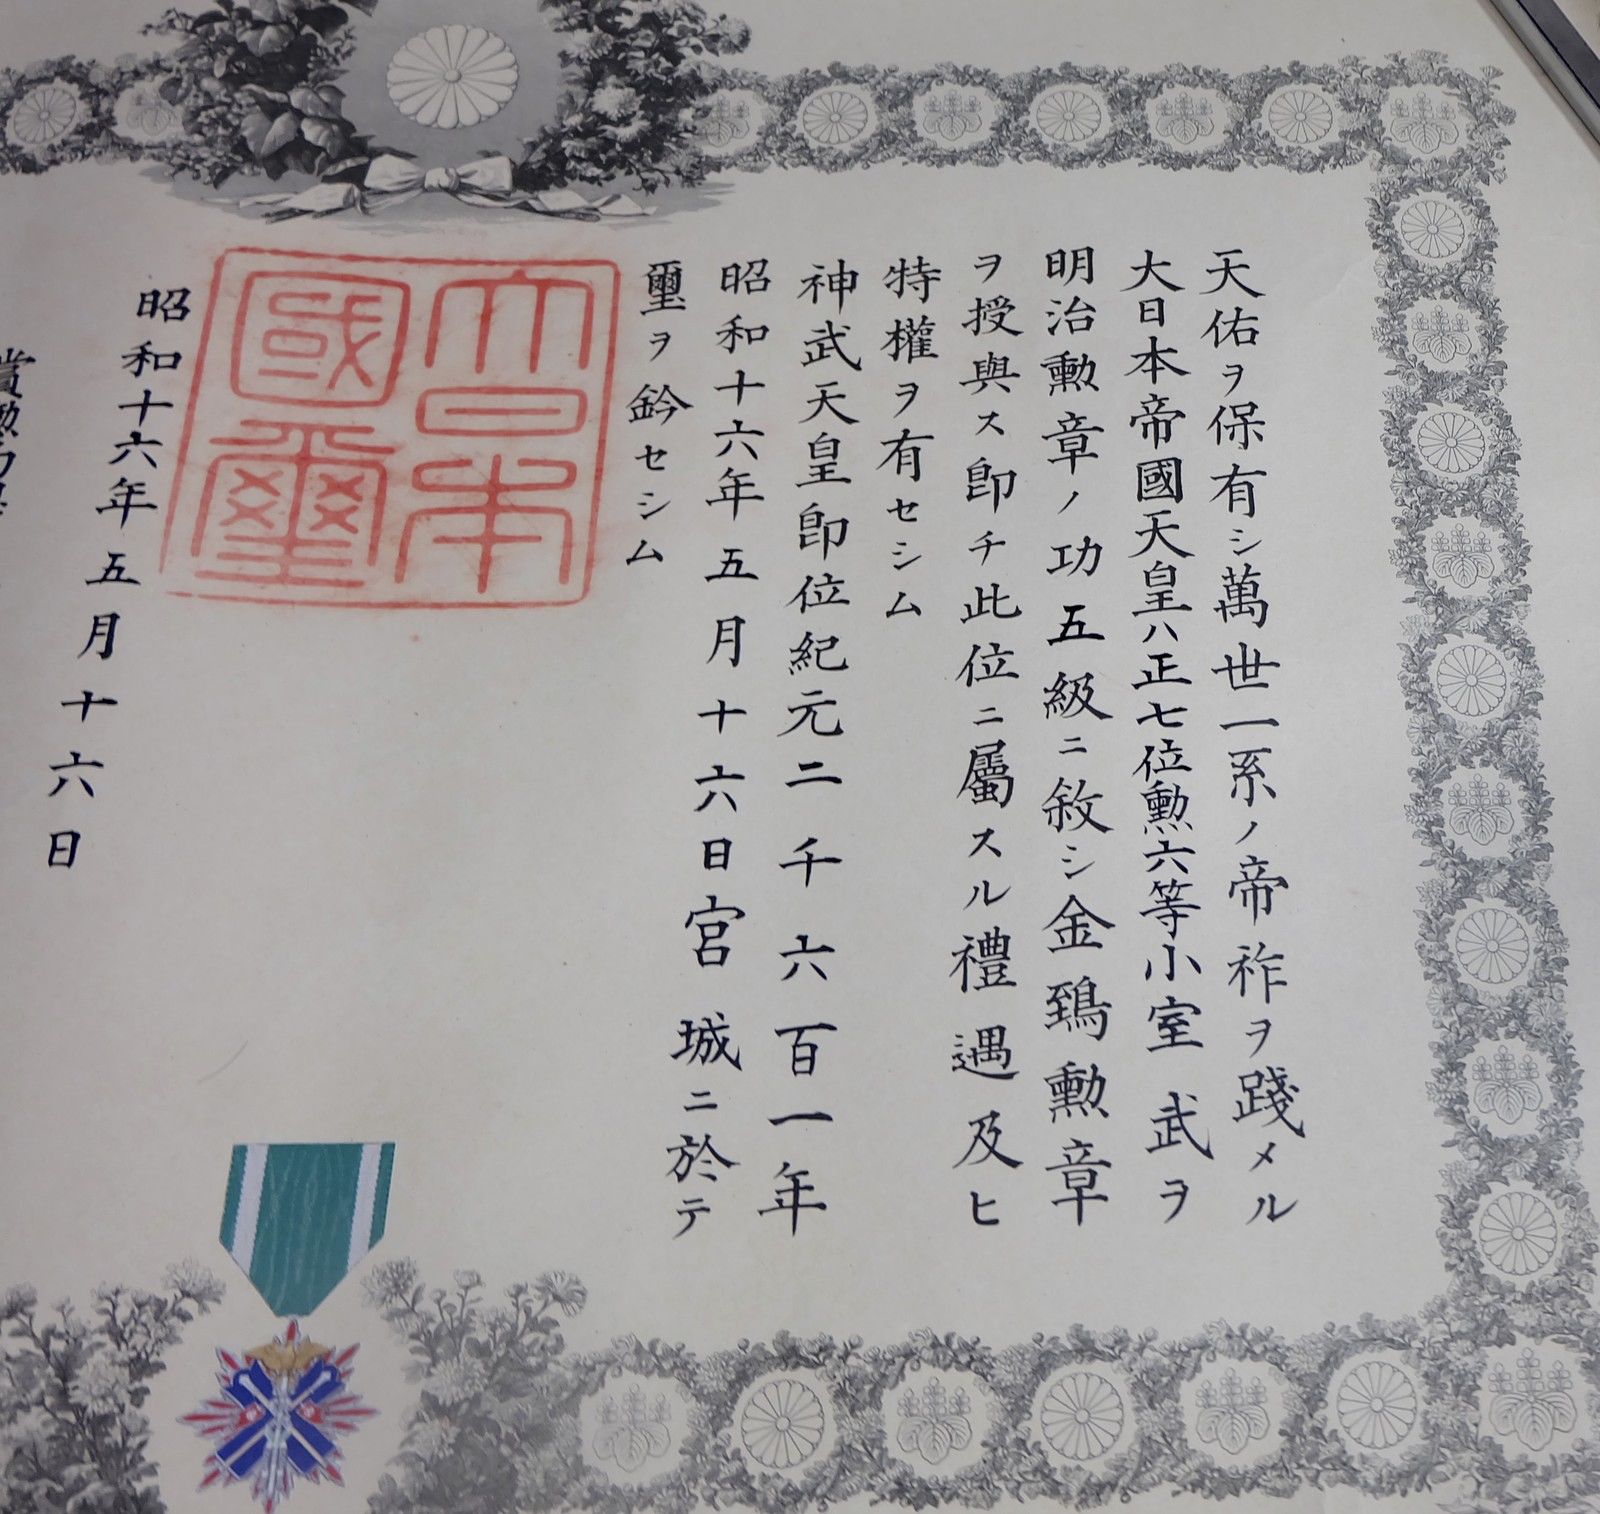 天佑ヲ保有シ萬世一系ノ帝祚ヲ踐メル
大日本帝國天皇ハ正七位勲六等小室武ヲ
明治勲章ノ功五級ニ敘シ金鵄勲章
ヲ授與ス即チ此位ニ屬スル禮遇及ヒ
特權ヲ有セシム
神武天皇即位紀元二千六百一年
昭和十六年五月十六日宮城ニ於テ
璽ヲ鈐セシム
大日本
國璽
昭和十六年五月十六日
賞勲